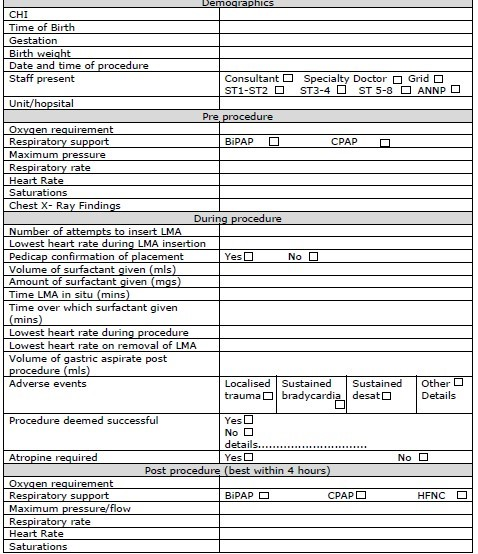 Demographics
CHI
Time of Birth
Gestation
Birth weight
Date and time of procedure
Staff present Consultant ☐ Specialty Doctor ☐ Grid ☐
ST1-ST2 ☐ ST3-4 ☐ ST 5-8 ☐ ANNP ☐
Unit/hopsital
Pre procedure
Oxygen requirement
Respiratory support BiPAP ☐ CPAP ☐
Maximum pressure
Respiratory rate
Heart Rate
Saturations
Chest X- Ray Findings
During procedure
Number of attempts to insert LMA
Lowest heart rate during LMA insertion
Pedicap confirmation of placement Yes☐ No ☐
Volume of surfactant given (mls)
Amount of surfactant given (mgs)
Time LMA in situ (mins)
Time over which surfactant given
(mins)
Lowest heart rate during procedure
Lowest heart rate on removal of LMA
Volume of gastric aspirate post
procedure (mls)
Adverse events Localised Sustained Sustained Other ☐
trauma☐ bradycardia ☐ desat☐ Details
Procedure deemed successful Yes☐
No ☐
details..............................
Atropine required Yes☐ No ☐
Post procedure (best within 4 hours)
Oxygen requirement
Respiratory support BiPAP ☐ CPAP☐ HFNC ☐
Maximum pressure/flow
Respiratory rate
Heart Rate
Saturations